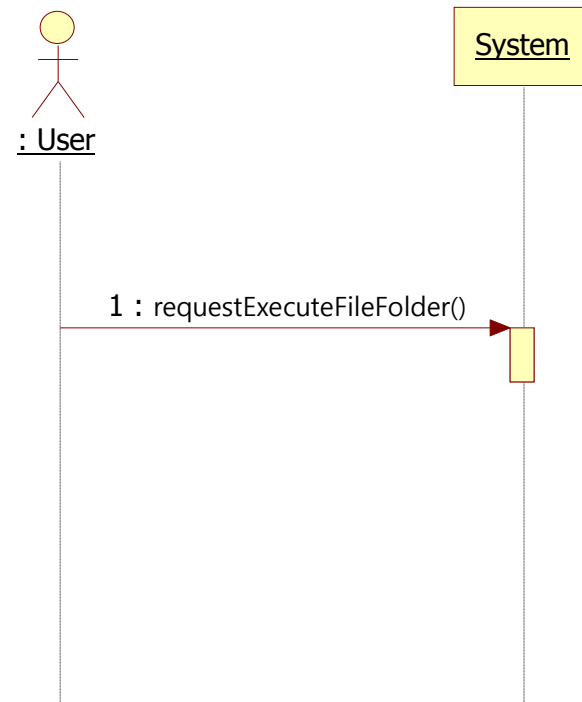 System
: User
1 : requestExecuteFileFolder()